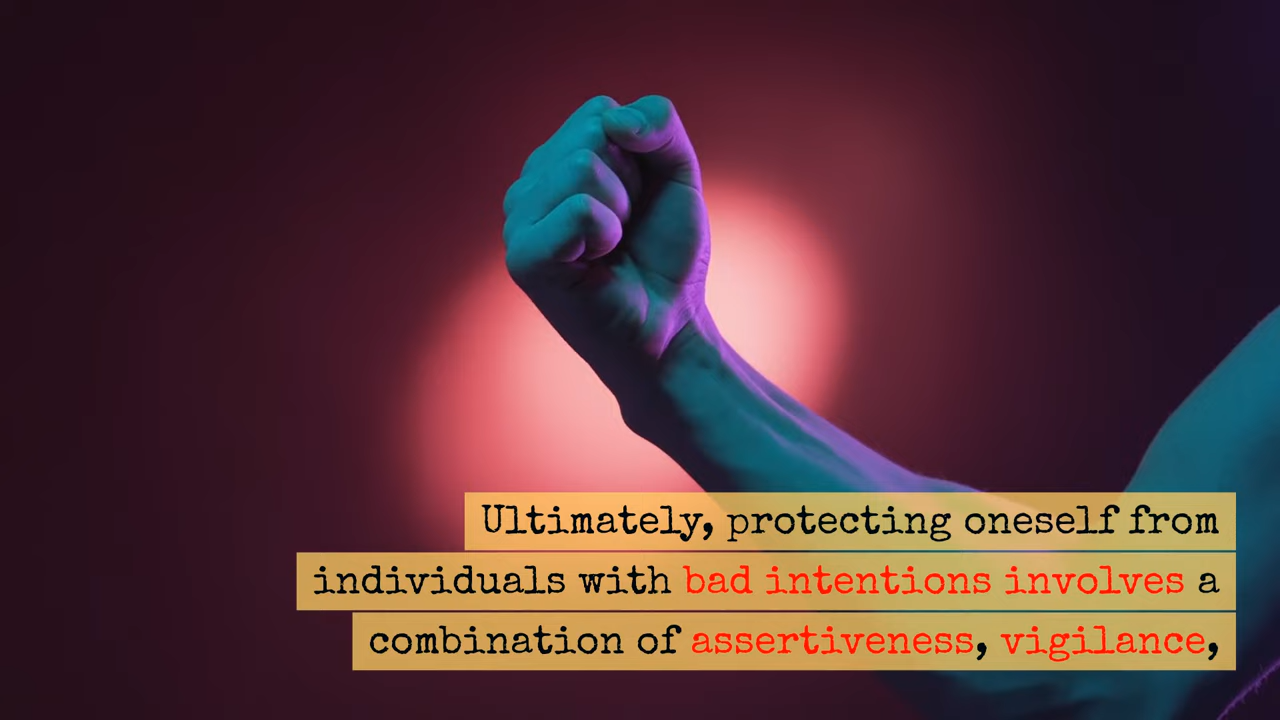 Ultimately, protecting oneself from
individuals with bad intentions involves a
combination of assertiveness, vigilance,